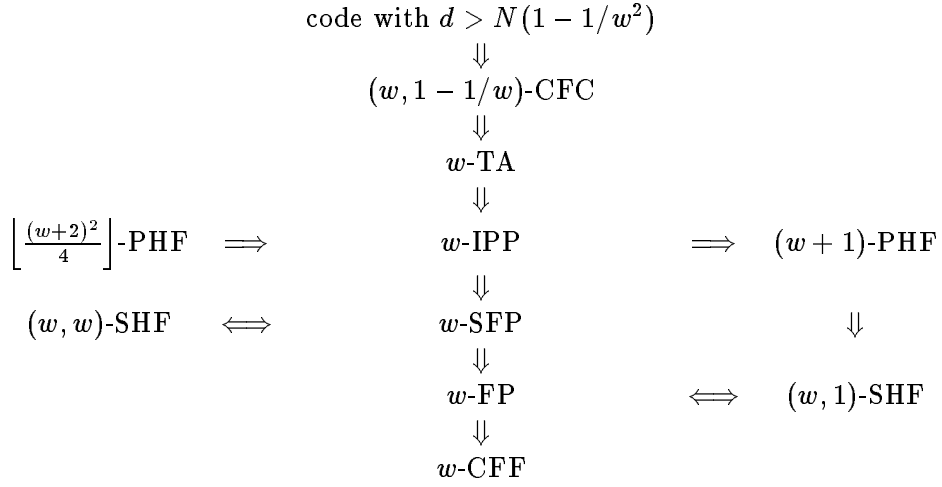 code with d > N(1 − 1/w²)
⇓
(w, 1 − 1/w)-CFC
⇓
w-TA
⇓
⌊(w+2)²/4⌋-PHF ⟹ w-IPP ⟹ (w + 1)-PHF
⇓
(w, w)-SHF ⟺ w-SFP ⇓
⇓
w-FP ⟺ (w, 1)-SHF
⇓
w-CFF